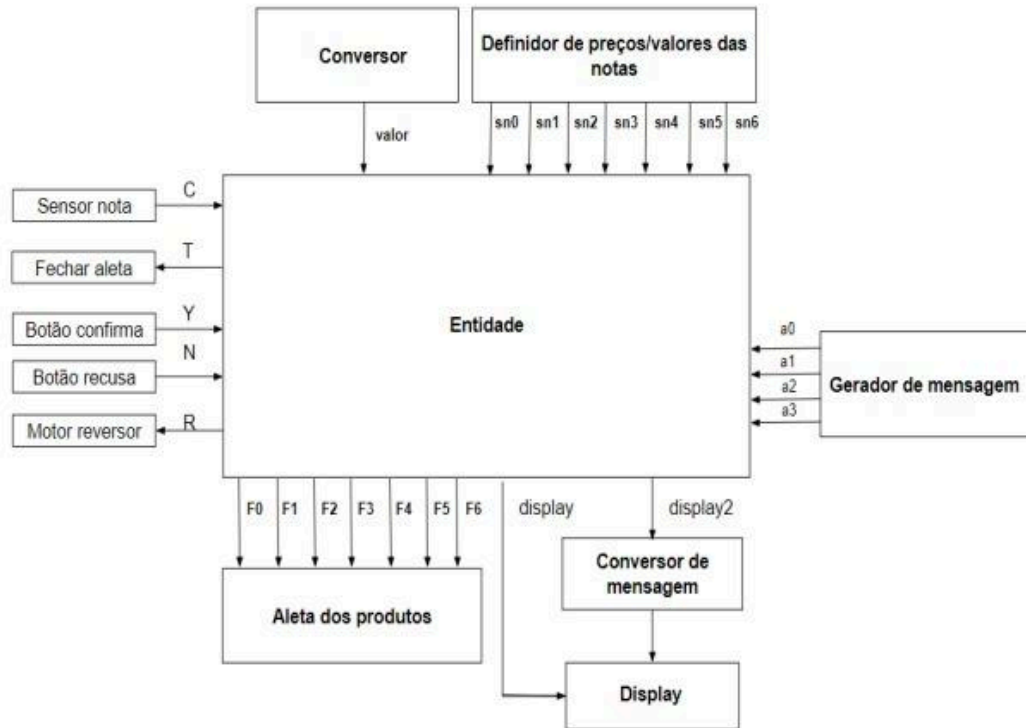 Conversor
Definidor de preços/valores das
notas
valor
sn0 sn1 sn2 sn3 sn4 sn5 sn6
Sensor nota
C
Fechar aleta
T
Botão confirma
Y
Botão recusa
N
Motor reversor
R
Entidade
a0
a1
a2
a3
Gerador de mensagem
F0 F1 F2 F3 F4 F5 F6
display
display2
Aleta dos produtos
Conversor de
mensagem
Display